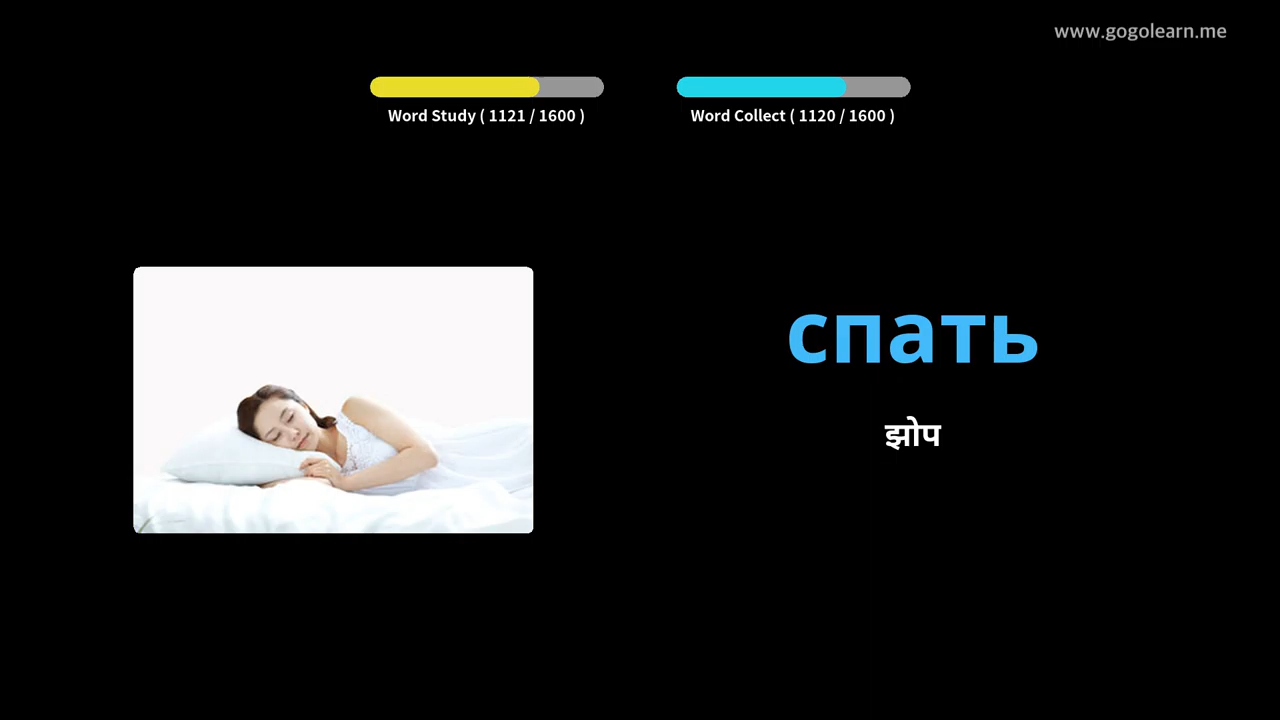 www.gogolearn.me
Word Study ( 1121 / 1600 )
Word Collect ( 1120 / 1600 )
спать
झोप